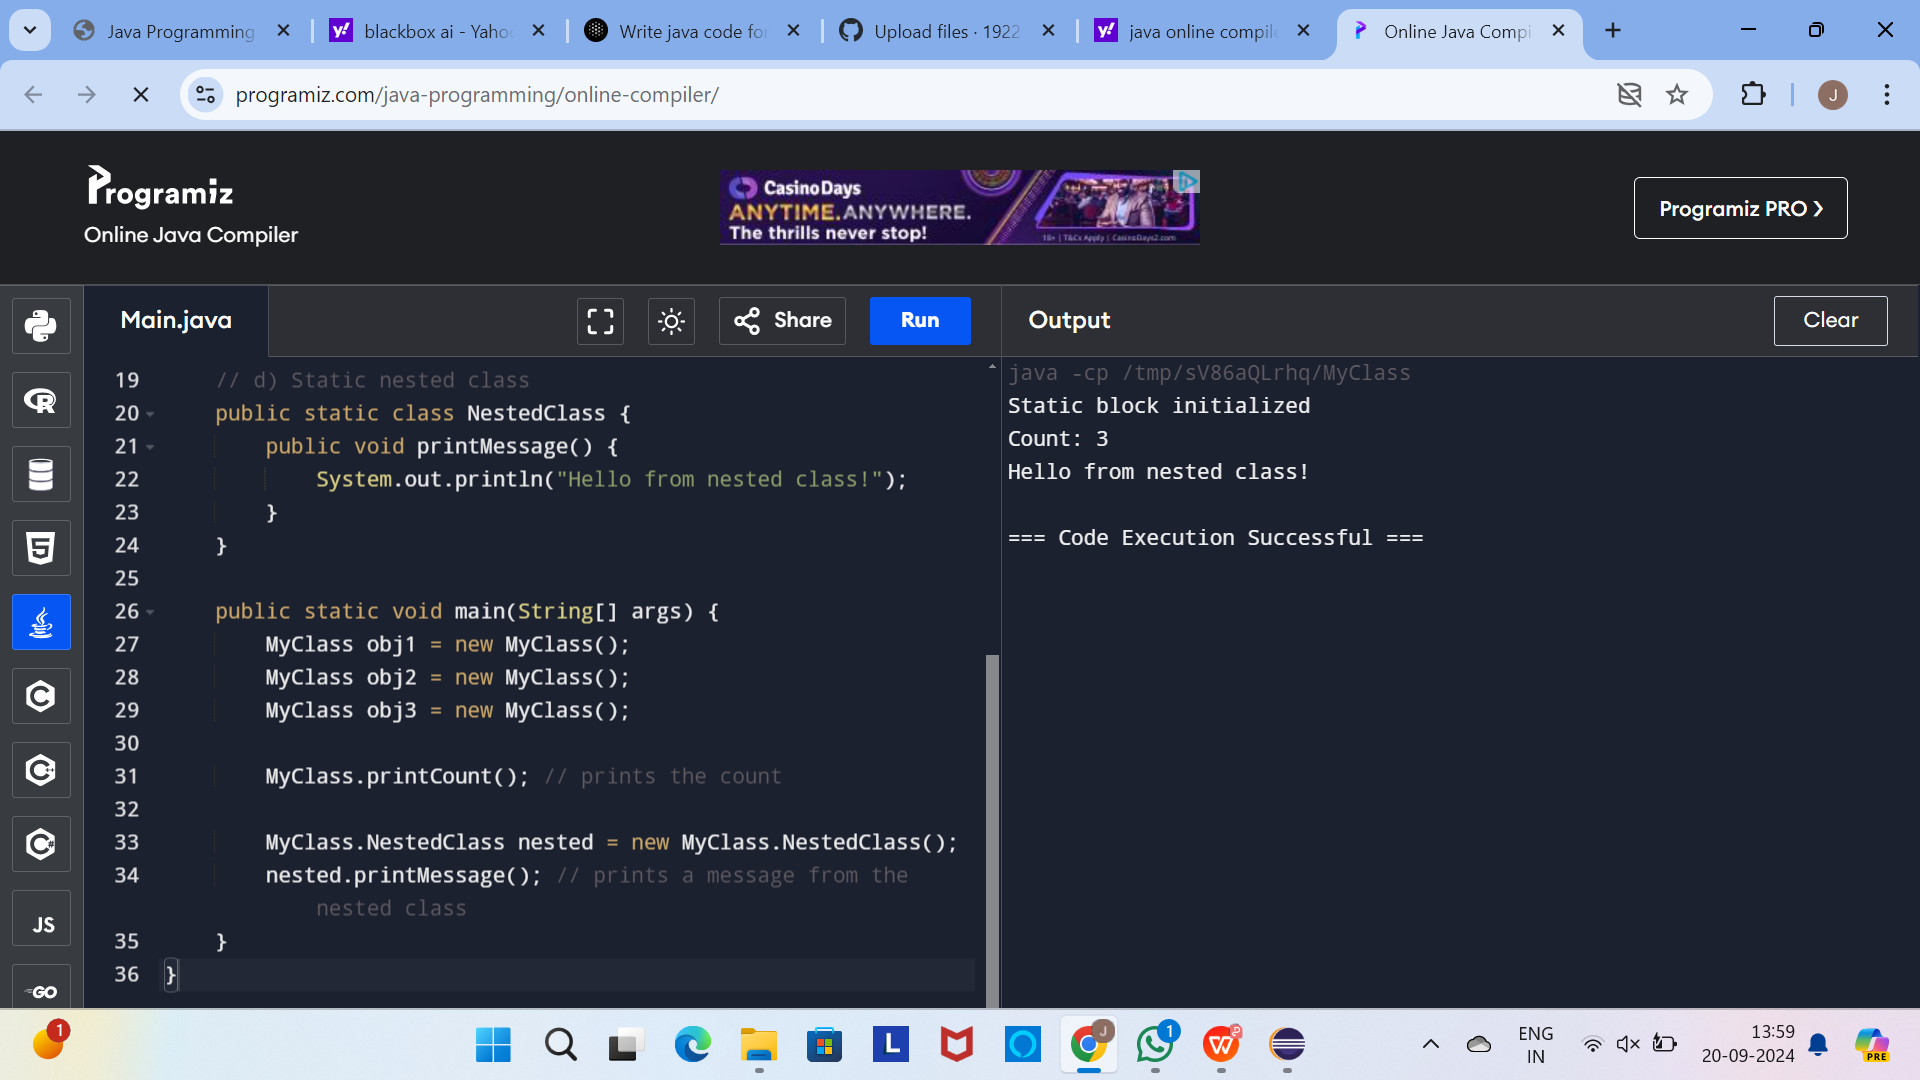 Java Programming
blackbox ai - Yaho
Write java code fo
Upload files · 1922
java online compil
Online Java Compi
programiz.com/java-programming/online-compiler/
J
Programiz
Online Java Compiler
CasinoDays
ANYTIME.ANYWHERE.
The thrills never stop!
18+ | T&Cs Apply | CasinoDays2.com
Programiz PRO ❯
Main.java
Share
Run
Output
Clear
19 // d) Static nested class
20 public static class NestedClass {
21 public void printMessage() {
22 System.out.println("Hello from nested class!");
23 }
24 }
25
26 public static void main(String[] args) {
27 MyClass obj1 = new MyClass();
28 MyClass obj2 = new MyClass();
29 MyClass obj3 = new MyClass();
30
31 MyClass.printCount(); // prints the count
32
33 MyClass.NestedClass nested = new MyClass.NestedClass();
34 nested.printMessage(); // prints a message from the
nested class
35 }
36 }
java -cp /tmp/sV86aQLrhq/MyClass
Static block initialized
Count: 3
Hello from nested class!
=== Code Execution Successful ===
R
5
C
C++
C#
JS
GO
1
L
J
1
W
ENG
IN
13:59
20-09-2024
PRE